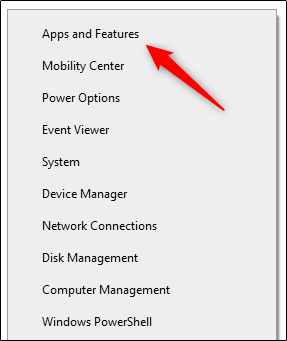 Apps and Features
Mobility Center
Power Options
Event Viewer
System
Device Manager
Network Connections
Disk Management
Computer Management
Windows PowerShell